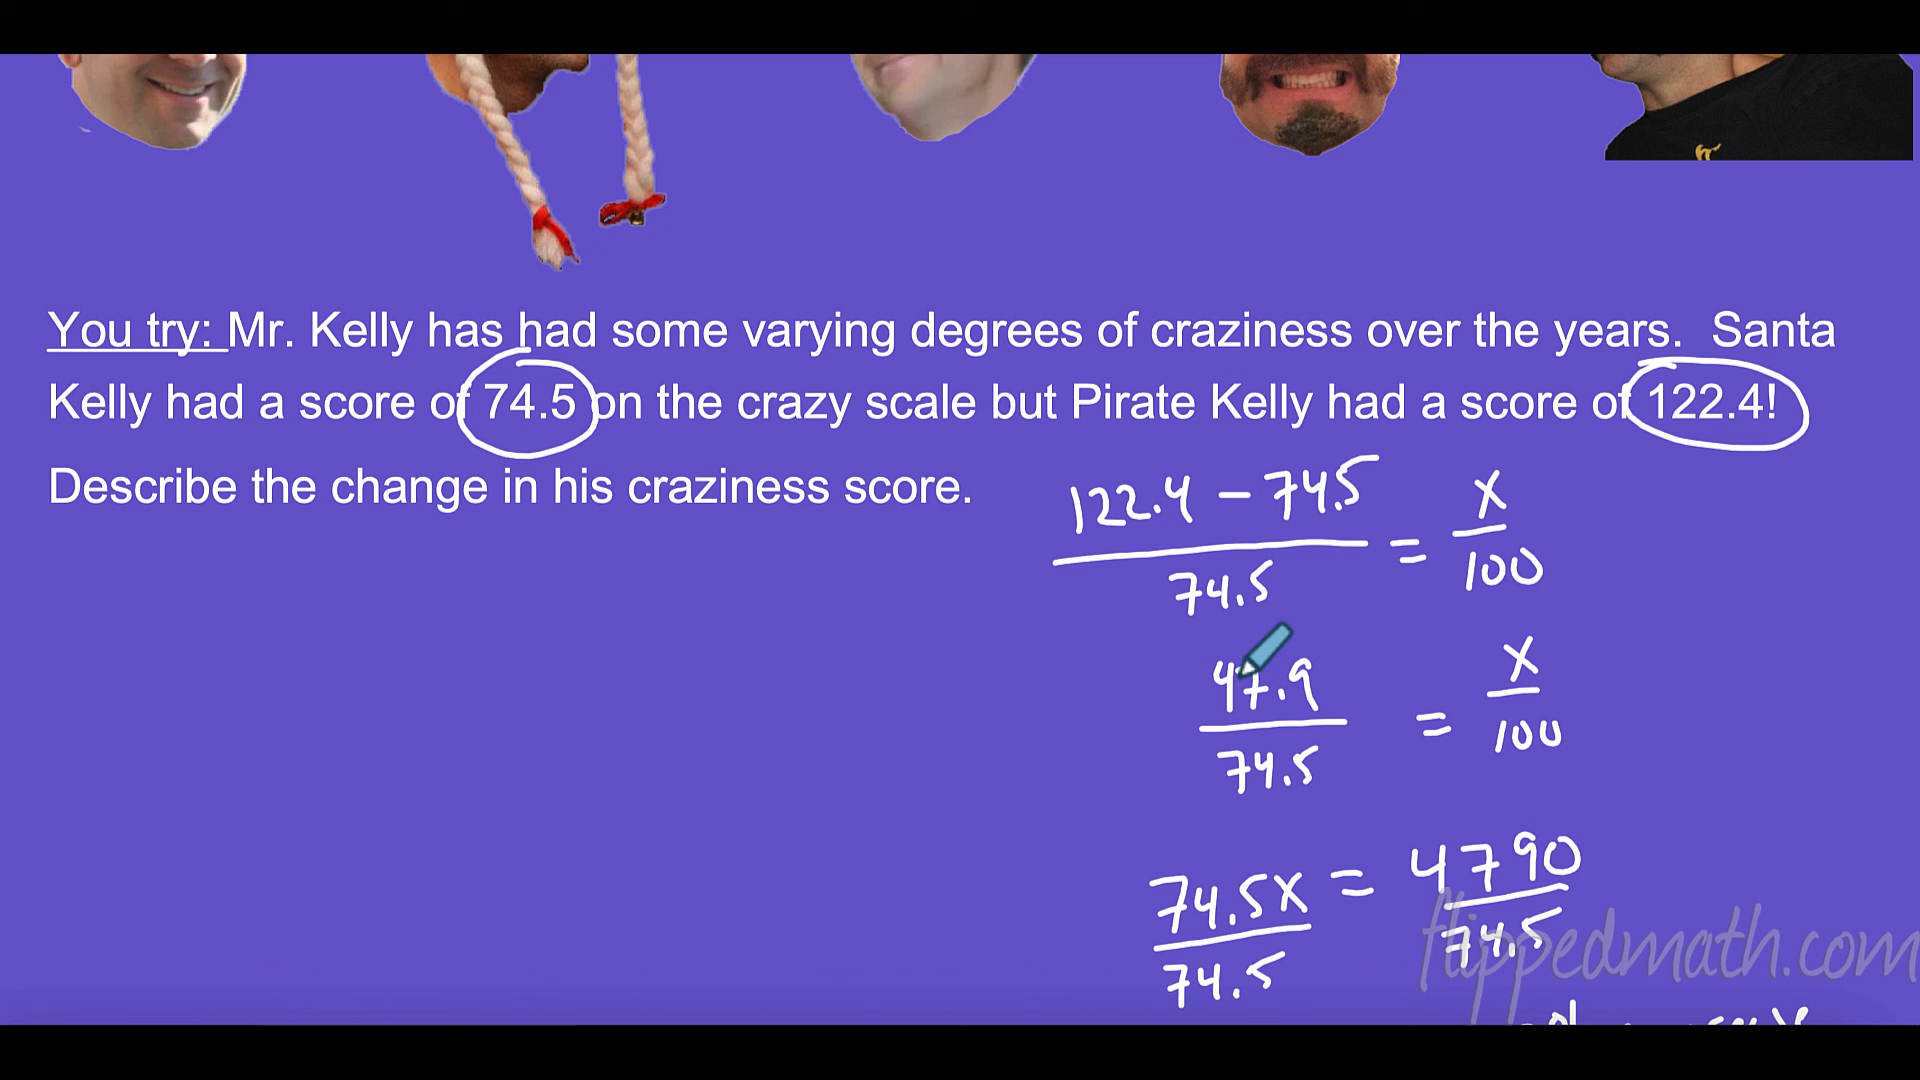 You try: Mr. Kelly has had some varying degrees of craziness over the years. Santa
Kelly had a score of 74.5 on the crazy scale but Pirate Kelly had a score of 122.4!
Describe the change in his craziness score.
122.4 - 74.5
74.5
=
x
100
47.9
74.5
=
x
100
74.5x = 4790
74.5
74.5
flippedmath.com